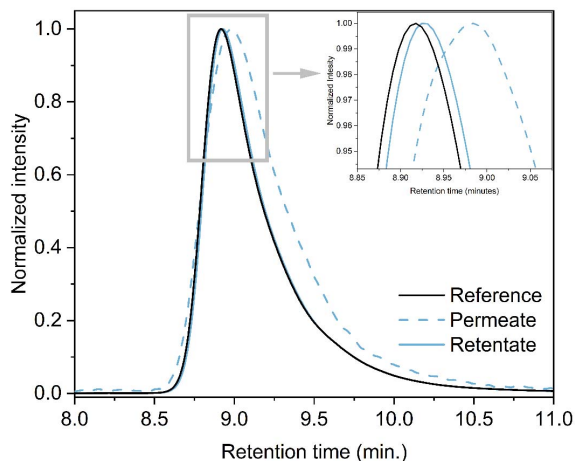 1.0
0.8
0.6
0.4
0.2
0.0
Normalized intensity
8.0 8.5 9.0 9.5 10.0 10.5 11.0
Retention time (min.)
Reference
Permeate
Retentate
1.00
0.99
0.98
0.97
0.96
0.95
Normalized Intesity
8.85 8.90 8.95 9.00 9.05
Retention time (minutes)